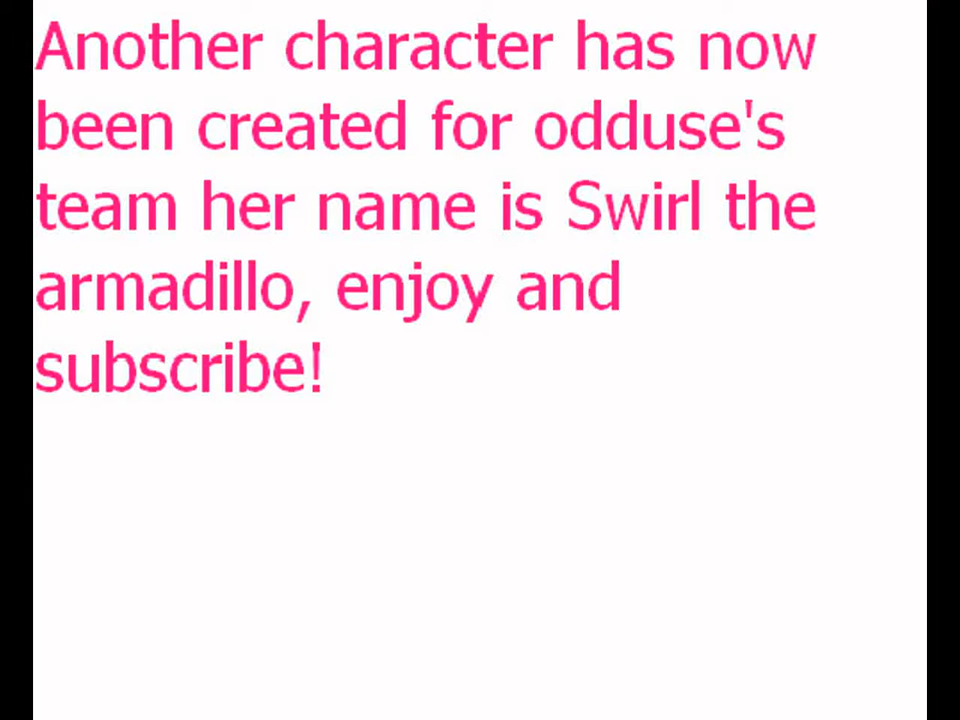 Another character has now
been created for odduse's
team her name is Swirl the
armadillo, enjoy and
subscribe!